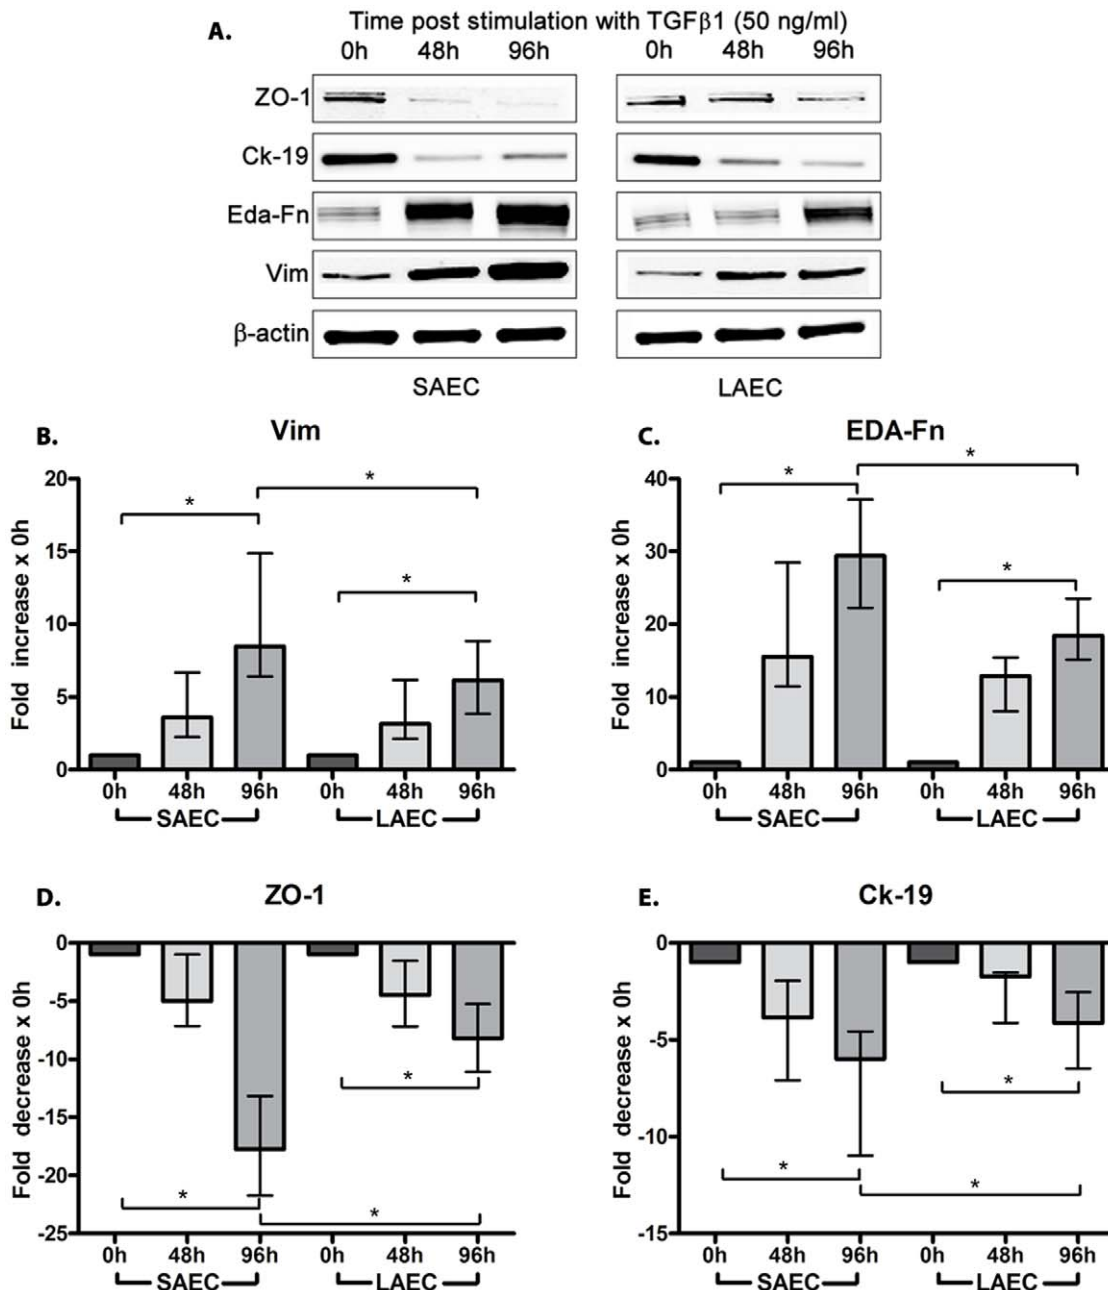 A.
Time post stimulation with TGFβ1 (50 ng/ml)
0h 48h 96h 0h 48h 96h
ZO-1
Ck-19
Eda-Fn
Vim
β-actin
SAEC LAEC
B. Vim
Fold increase x 0h
20
15
10
5
0
* * *
0h 48h 96h 0h 48h 96h
SAEC LAEC
C. EDA-Fn
Fold increase x 0h
40
30
20
10
0
* * *
0h 48h 96h 0h 48h 96h
SAEC LAEC
D. ZO-1
Fold decrease x 0h
0
-5
-10
-15
-20
-25
* * *
0h 48h 96h 0h 48h 96h
SAEC LAEC
E. Ck-19
Fold decrease x 0h
0
-5
-10
-15
* * *
0h 48h 96h 0h 48h 96h
SAEC LAEC